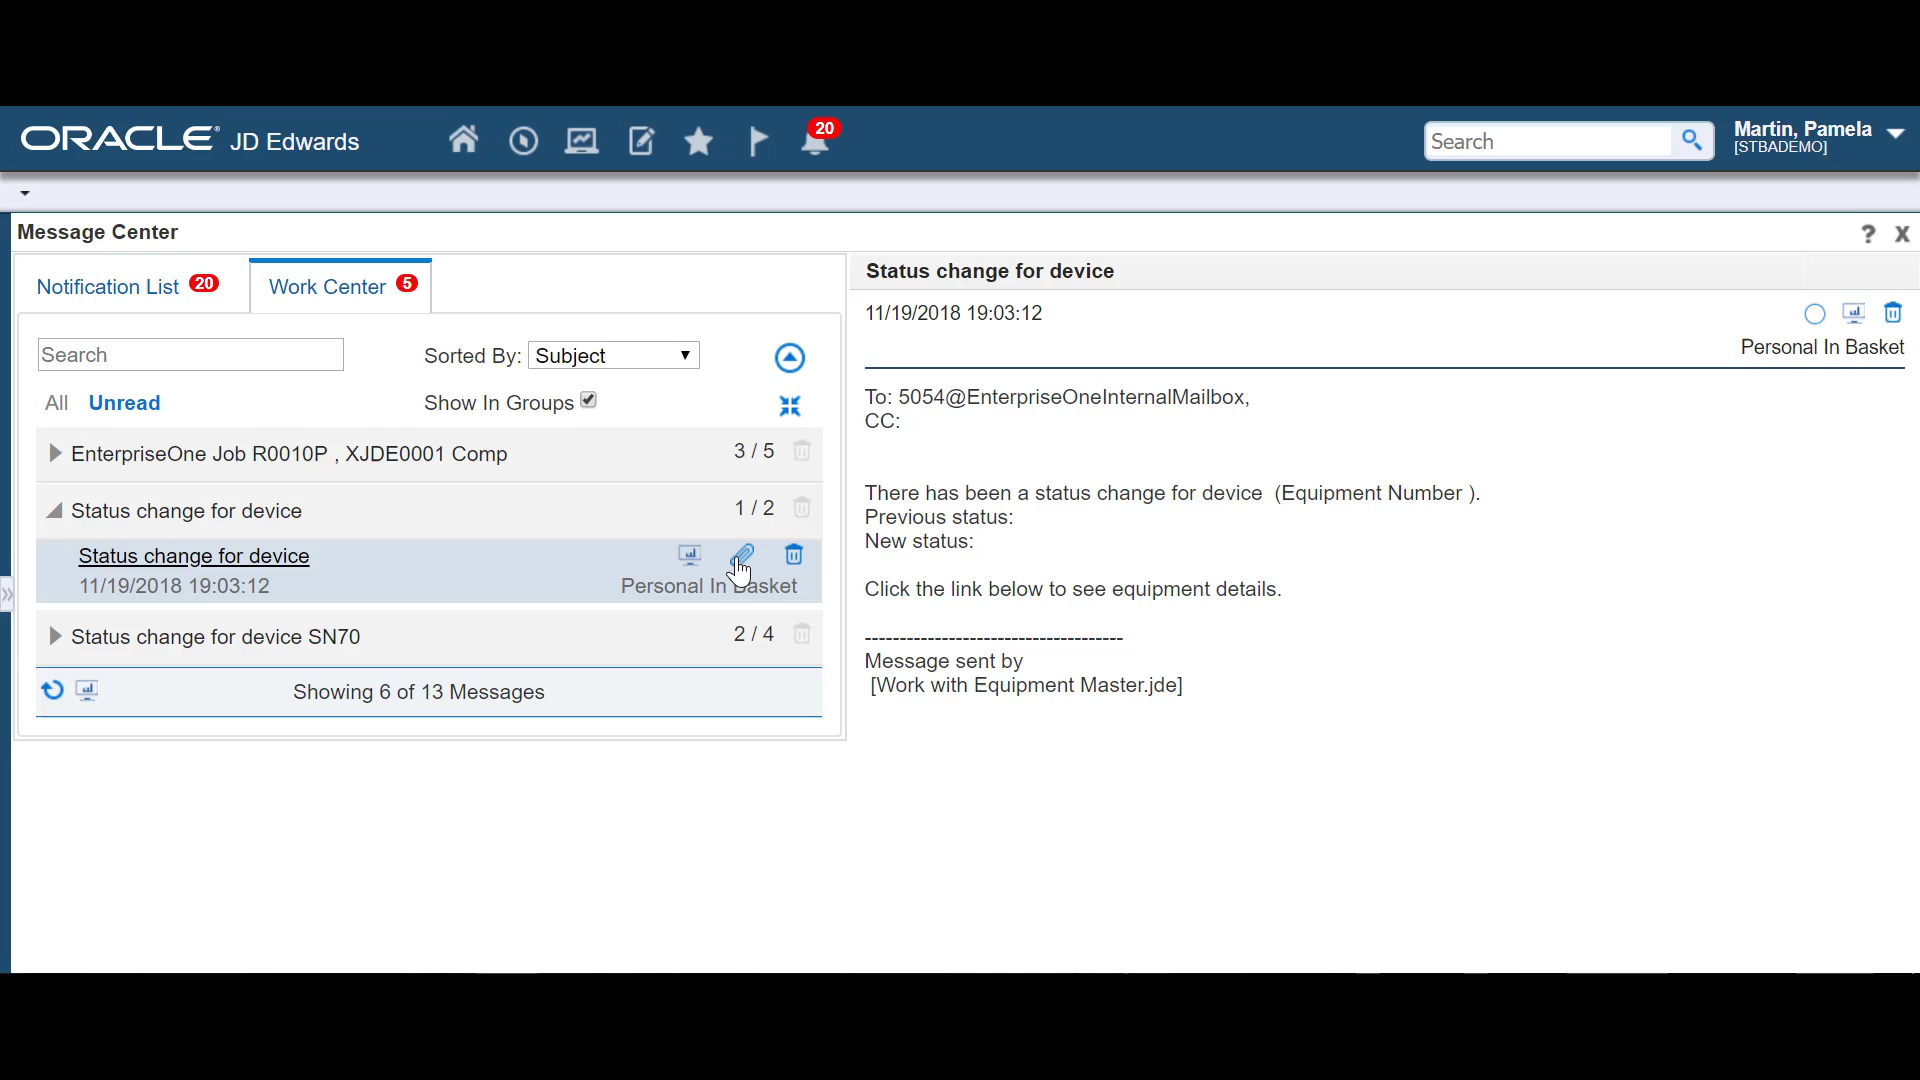 ORACLE® JD Edwards
20
Search
Martin, Pamela
[STBADEMO]
Message Center
? X
Notification List 20
Work Center 5
Search
Sorted By: Subject
All Unread
Show In Groups
EnterpriseOne Job R0010P , XJDE0001 Comp 3 / 5
Status change for device 1 / 2
Status change for device
11/19/2018 19:03:12 Personal In Basket
Status change for device SN70 2 / 4
Showing 6 of 13 Messages
Status change for device
11/19/2018 19:03:12
Personal In Basket
To: 5054@EnterpriseOneInternalMailbox,
CC:
There has been a status change for device (Equipment Number ).
Previous status:
New status:
Click the link below to see equipment details.
-------------------------------------
Message sent by
[Work with Equipment Master.jde]